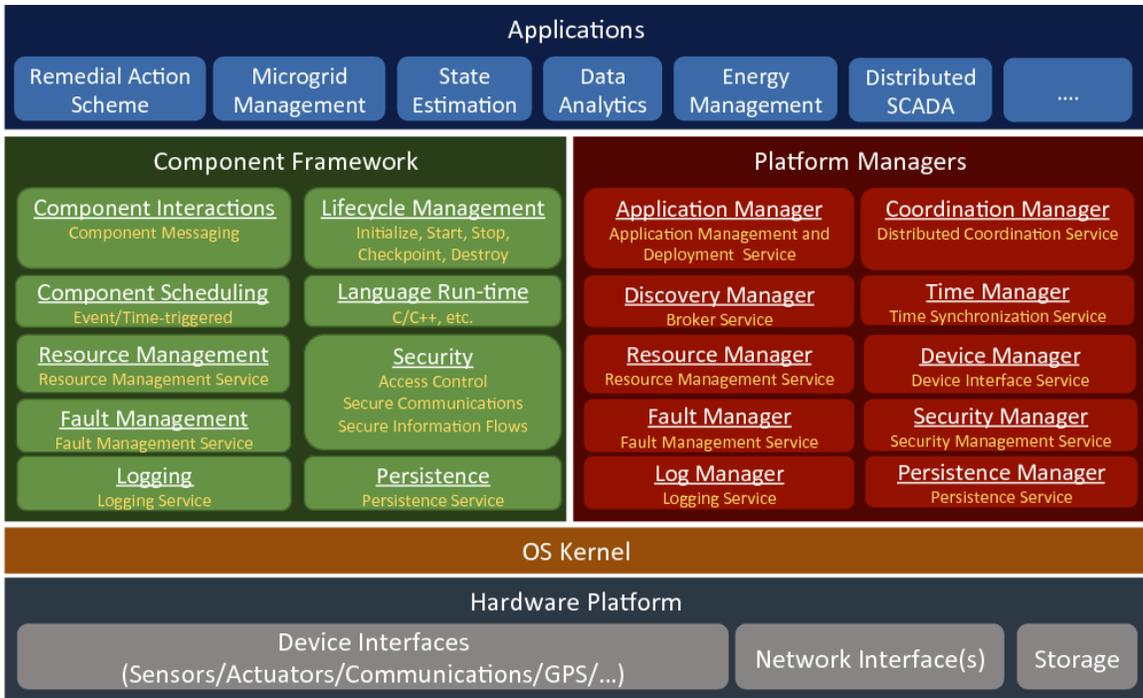 Applications
Remedial Action
Scheme
Microgrid
Management
State
Estimation
Data
Analytics
Energy
Management
Distributed
SCADA
....
Component Framework
Component Interactions
Component Messaging
Lifecycle Management
Initialize, Start, Stop,
Checkpoint, Destroy
Component Scheduling
Event/Time-triggered
Language Run-time
C/C++, etc.
Resource Management
Resource Management Service
Security
Access Control
Secure Communications
Secure Information Flows
Fault Management
Fault Management Service
Logging
Logging Service
Persistence
Persistence Service
Platform Managers
Application Manager
Application Management and
Deployment Service
Coordination Manager
Distributed Coordination Service
Discovery Manager
Broker Service
Time Manager
Time Synchronization Service
Resource Manager
Resource Management Service
Device Manager
Device Interface Service
Fault Manager
Fault Management Service
Security Manager
Security Management Service
Log Manager
Logging Service
Persistence Manager
Persistence Service
OS Kernel
Hardware Platform
Device Interfaces
(Sensors/Actuators/Communications/GPS/...)
Network Interface(s)
Storage